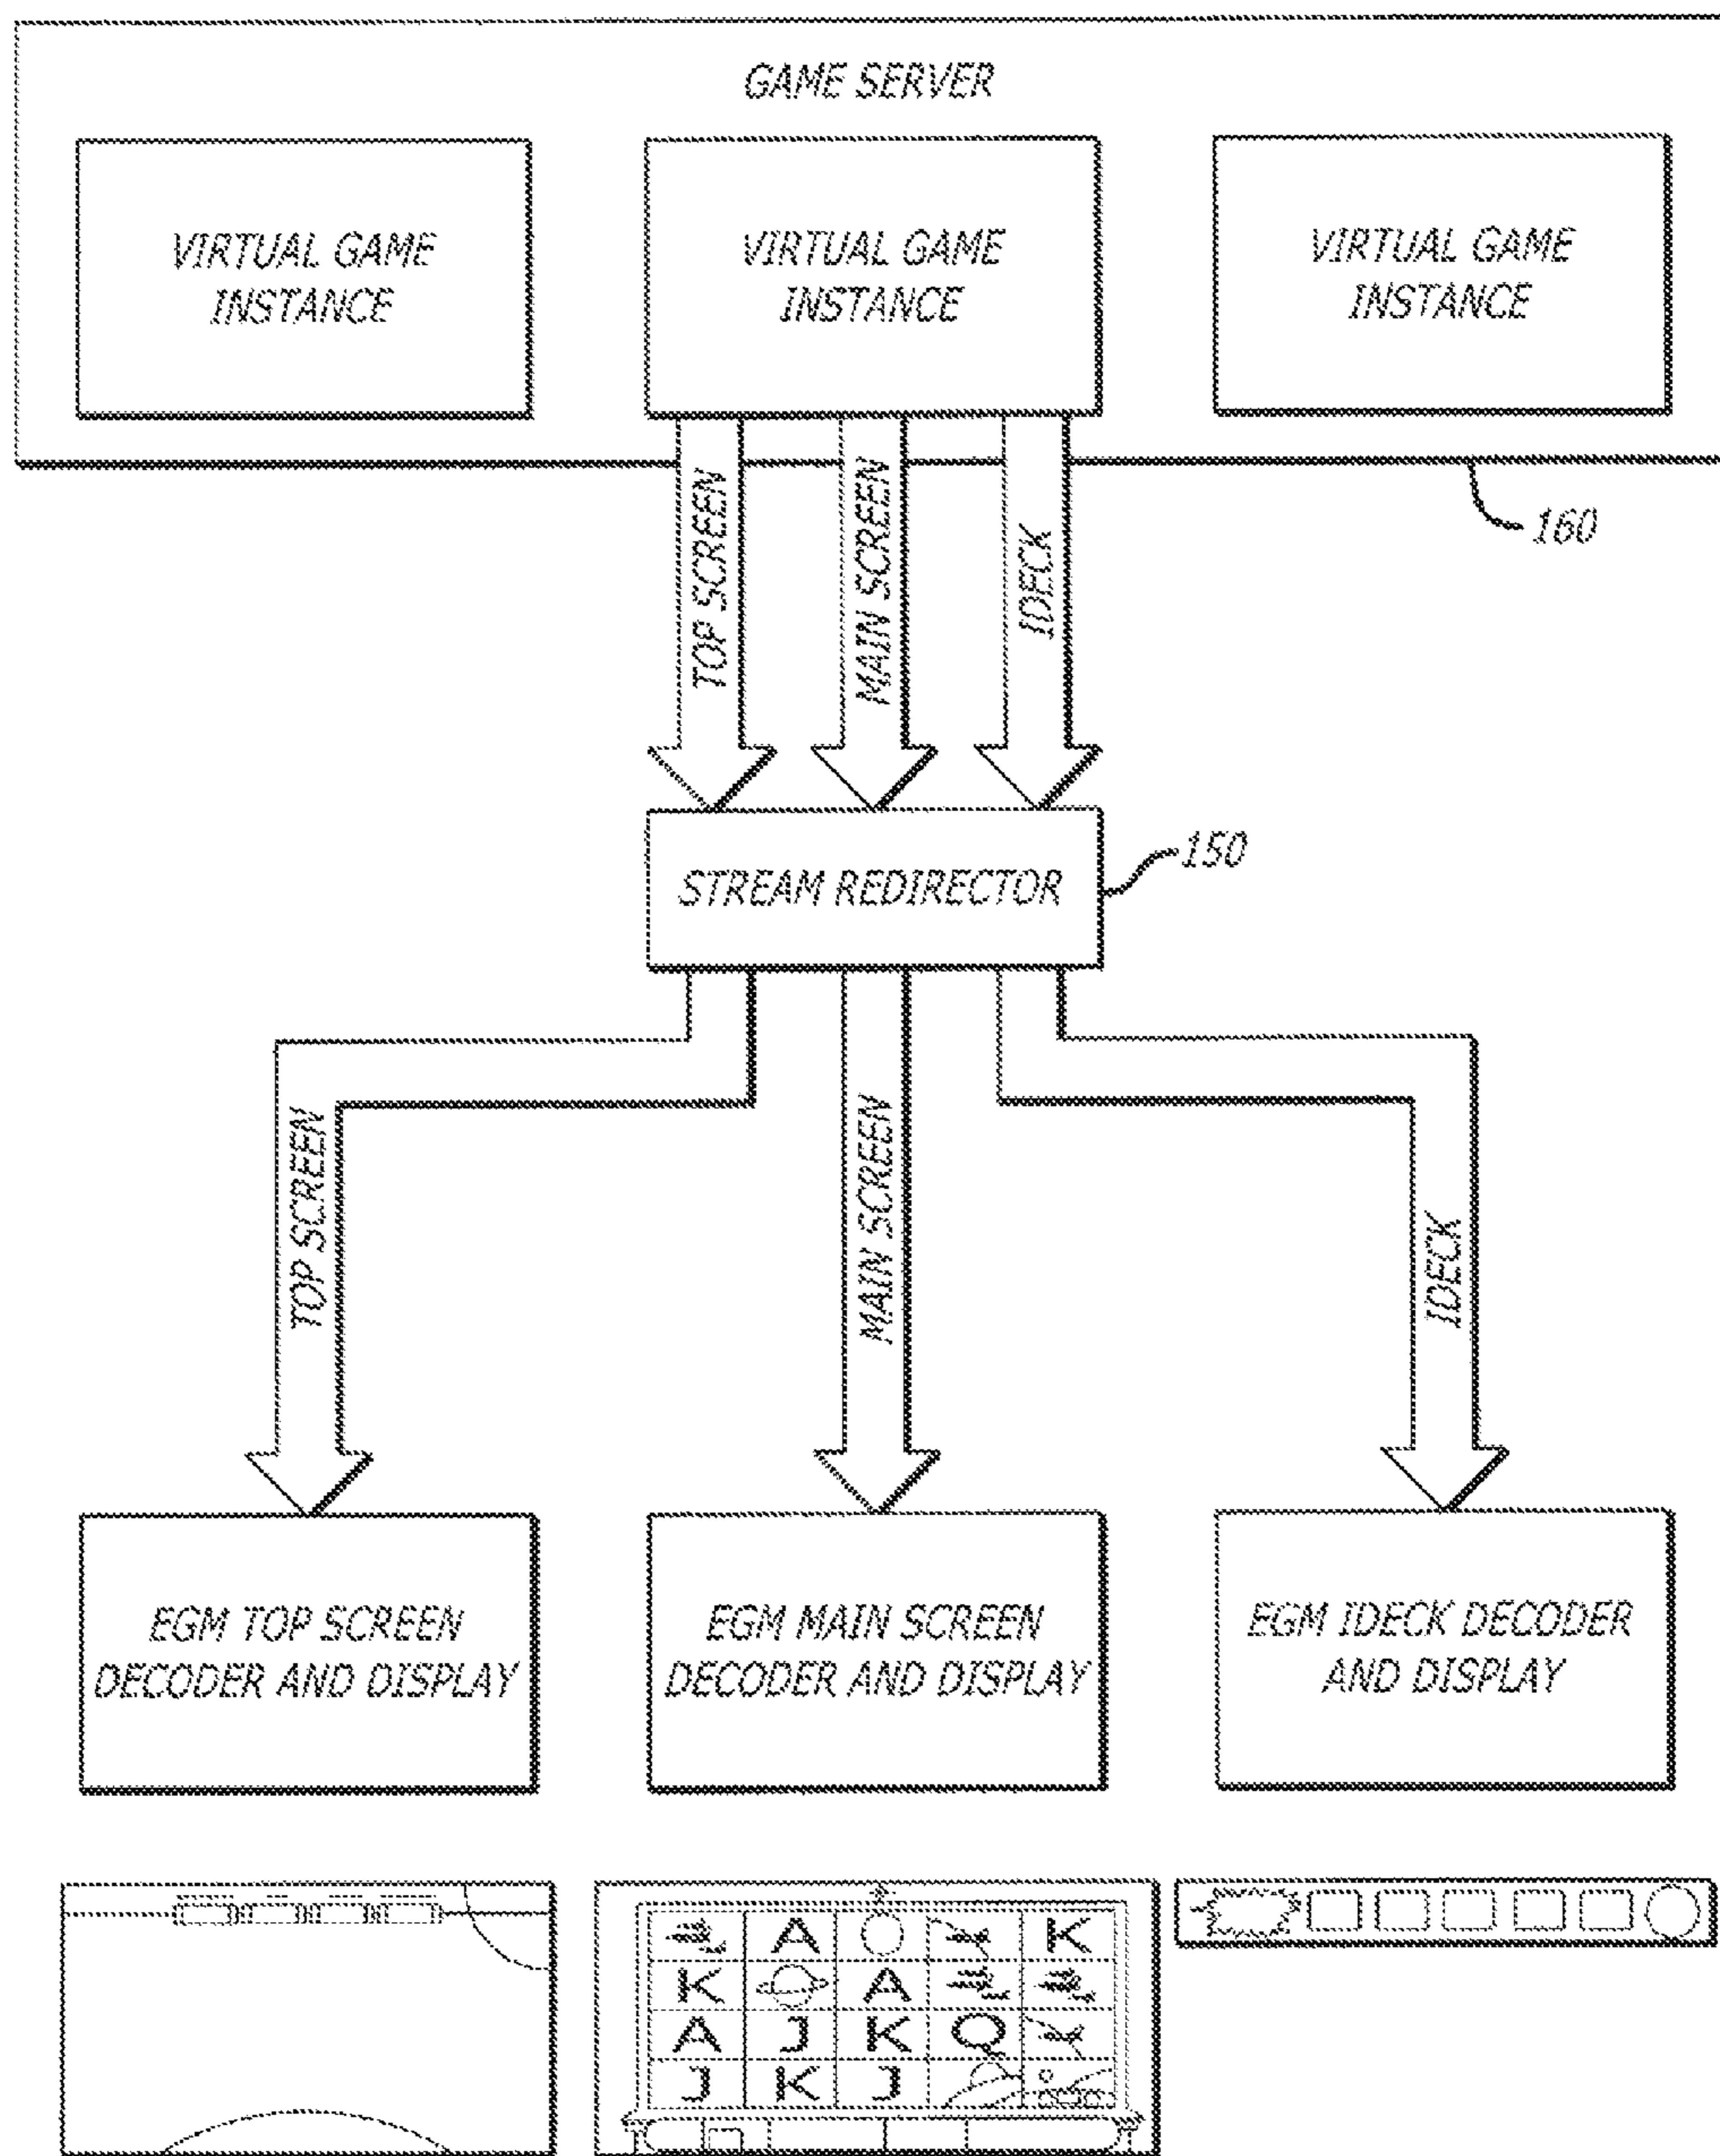 GAME SERVER
VIRTUAL GAME
INSTANCE
VIRTUAL GAME
INSTANCE
VIRTUAL GAME
INSTANCE
160
TOP SCREEN
MAIN SCREEN
IDECK
STREAM REDIRECTOR
150
TOP SCREEN
MAIN SCREEN
IDECK
EGM TOP SCREEN
DECODER AND DISPLAY
EGM MAIN SCREEN
DECODER AND DISPLAY
EGM IDECK DECODER
AND DISPLAY
A K
K A
A J K Q
J K J